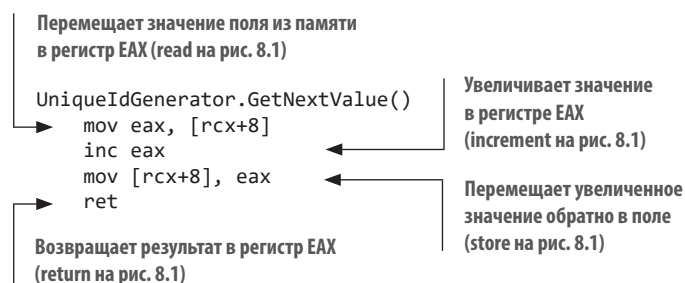 Перемещает значение поля из памяти
в регистр EAX (read на рис. 8.1)
UniqueIdGenerator.GetNextValue()
mov eax, [rcx+8]
inc eax
mov [rcx+8], eax
ret
Увеличивает значение
в регистре EAX
(increment на рис. 8.1)
Перемещает увеличенное
значение обратно в поле
(store на рис. 8.1)
Возвращает результат в регистр EAX
(return на рис. 8.1)